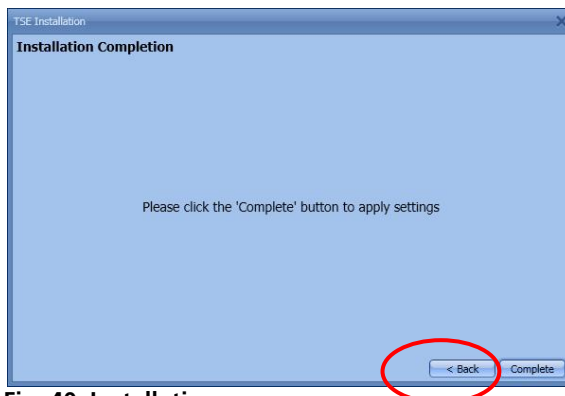 TSE Installation
Installation Completion
Please click the 'Complete' button to apply settings
< Back Complete